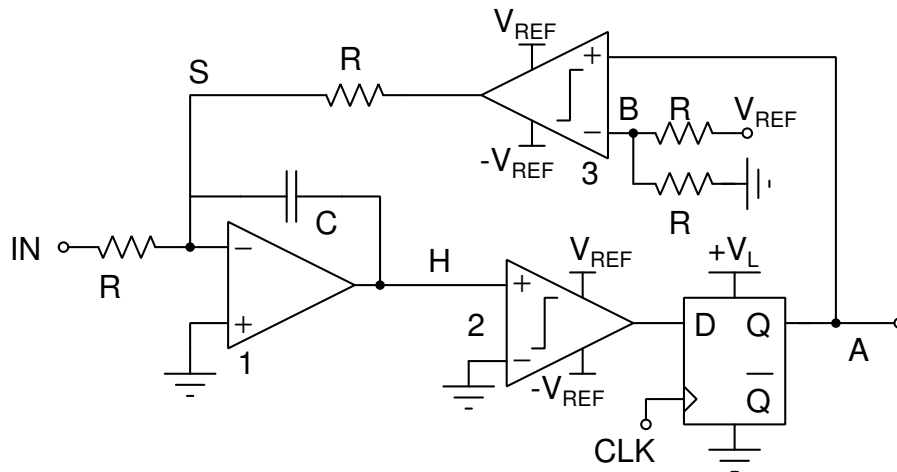 V_REF
S
R
+
B
R
V_REF
−
-V_REF
3
R
C
IN
−
R
+
1
H
V_REF
+V_L
+
2
−
-V_REF
D
Q
A
Q̅
CLK